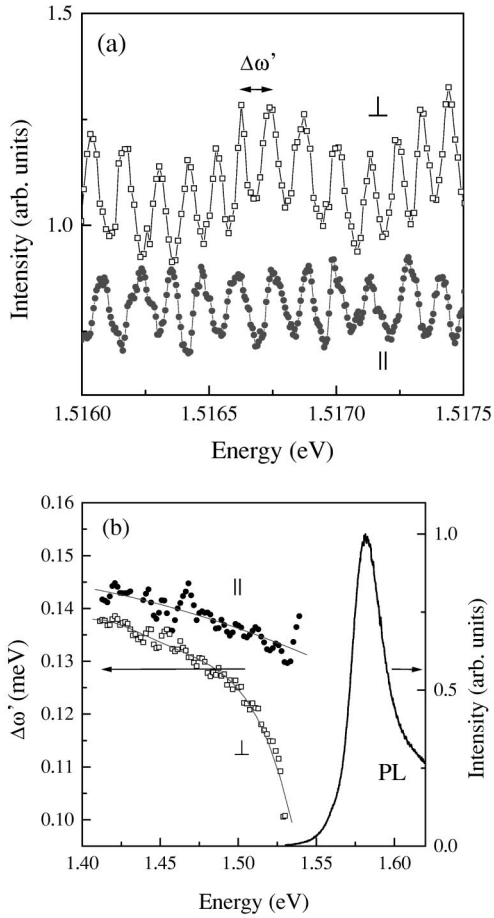 1.5
(a)
Δω'
⊥
1.0
Intensity (arb. units)
||
1.5160 1.5165 1.5170 1.5175
Energy (eV)
0.16
(b)
1.0
0.15
||
0.14
0.13
0.5
0.12
⊥
0.11
PL
0.10
0.0
Δω' (meV)
Intensity (arb. units)
1.40 1.45 1.50 1.55 1.60
Energy (eV)